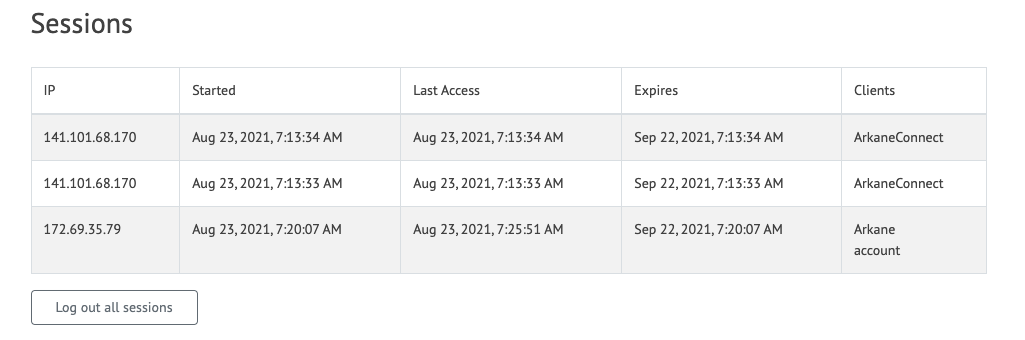 Sessions
IP Started Last Access Expires Clients
141.101.68.170 Aug 23, 2021, 7:13:34 AM Aug 23, 2021, 7:13:34 AM Sep 22, 2021, 7:13:34 AM ArkaneConnect
141.101.68.170 Aug 23, 2021, 7:13:33 AM Aug 23, 2021, 7:13:33 AM Sep 22, 2021, 7:13:33 AM ArkaneConnect
172.69.35.79 Aug 23, 2021, 7:20:07 AM Aug 23, 2021, 7:25:51 AM Sep 22, 2021, 7:20:07 AM Arkane
account
Log out all sessions